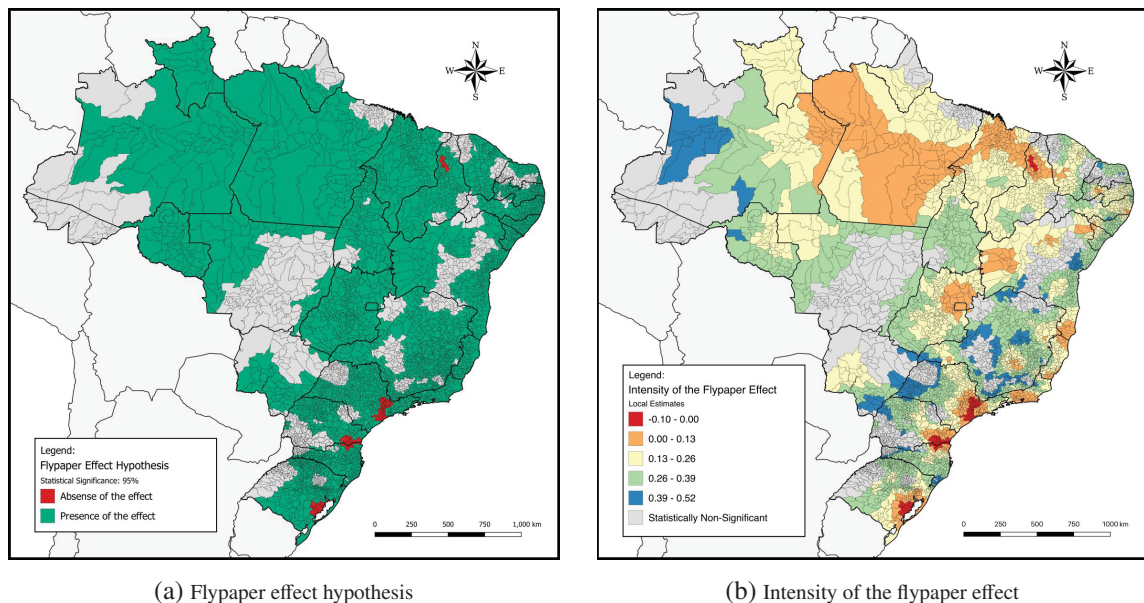 N
W E
S
Legend:
Flypaper Effect Hypothesis
Statistical Significance: 95%
Absense of the effect
Presence of the effect
0 250 500 750 1,000 km
(a) Flypaper effect hypothesis
N
W E
S
Legend:
Intensity of the Flypaper Effect
Local Estimates
-0.10 - 0.00
0.00 - 0.13
0.13 - 0.26
0.26 - 0.39
0.39 - 0.52
Statistically Non-Significant
0 250 500 750 1000 km
(b) Intensity of the flypaper effect